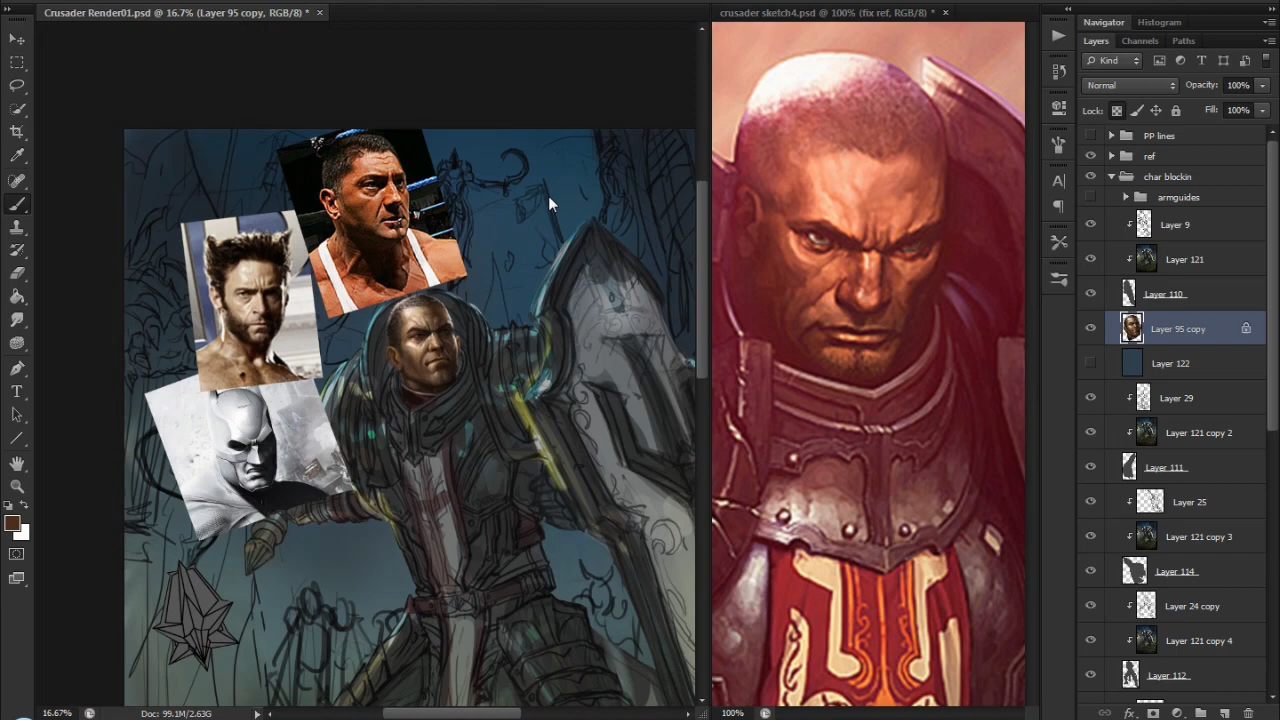 Crusader Render01.psd @ 16.7% (Layer 95 copy, RGB/8) * ×
crusader sketch4.psd @ 100% (fix ref, RGB/8) * ×
Navigator Histogram
Layers Channels Paths
Kind
Normal Opacity: 100%
Lock: Fill: 100%
PP lines
ref
char blockin
armguides
Layer 9
Layer 121
Layer 110
Layer 95 copy
Layer 122
Layer 29
Layer 121 copy 2
Layer 111
Layer 25
Layer 121 copy 3
Layer 114
Layer 24 copy
Layer 121 copy 4
Layer 112
16.67% Doc: 99.1M/2.63G
100%